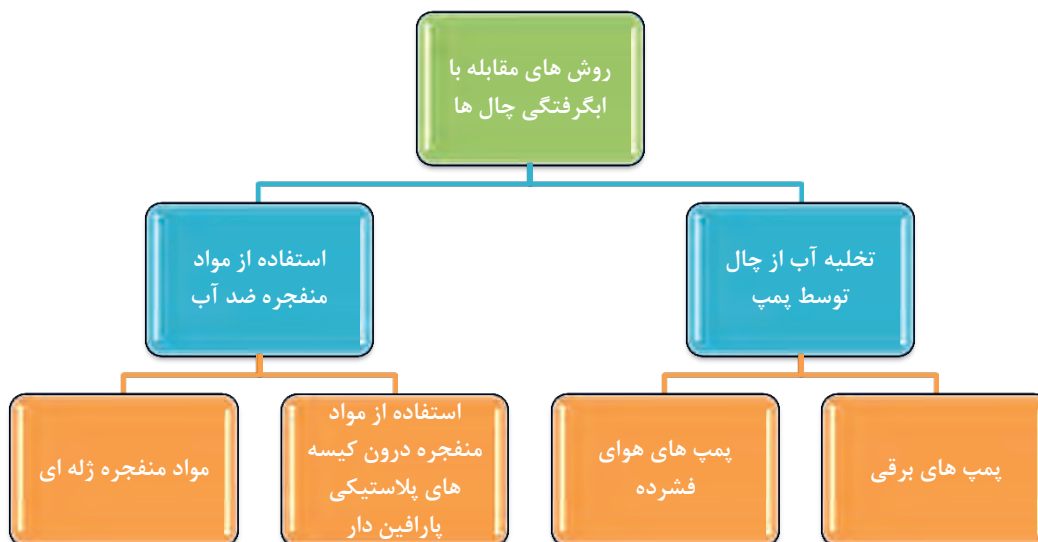 روش های مقابله با
ابگرفتگی چال ها
تخلیه آب از چال
توسط پمپ
استفاده از مواد
منفجره ضد آب
پمپ های برقی
پمپ های هوای
فشرده
استفاده از مواد
منفجره درون کیسه
های پلاستیکی
پارافین دار
مواد منفجره ژله ای